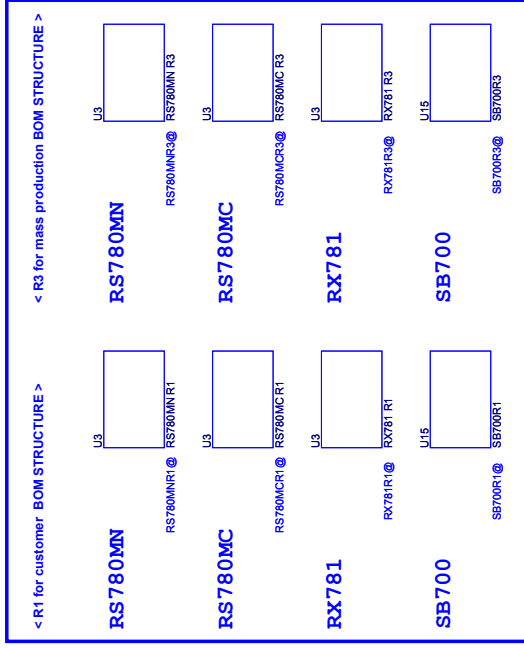 < R1 for customer BOM STRUCTURE >
RS780MN
U3
RS780MNR1@
RS780MN R1
RS780MC
U3
RS780MCR1@
RS780MC R1
RX781
U3
RX781R1@
RX781 R1
SB700
U15
SB700R1@
SB700R1
< R3 for mass production BOM STRUCTURE >
RS780MN
U3
RS780MNR3@
RS780MN R3
RS780MC
U3
RS780MCR3@
RS780MC R3
RX781
U3
RX781R3@
RX781 R3
SB700
U15
SB700R3@
SB700R3